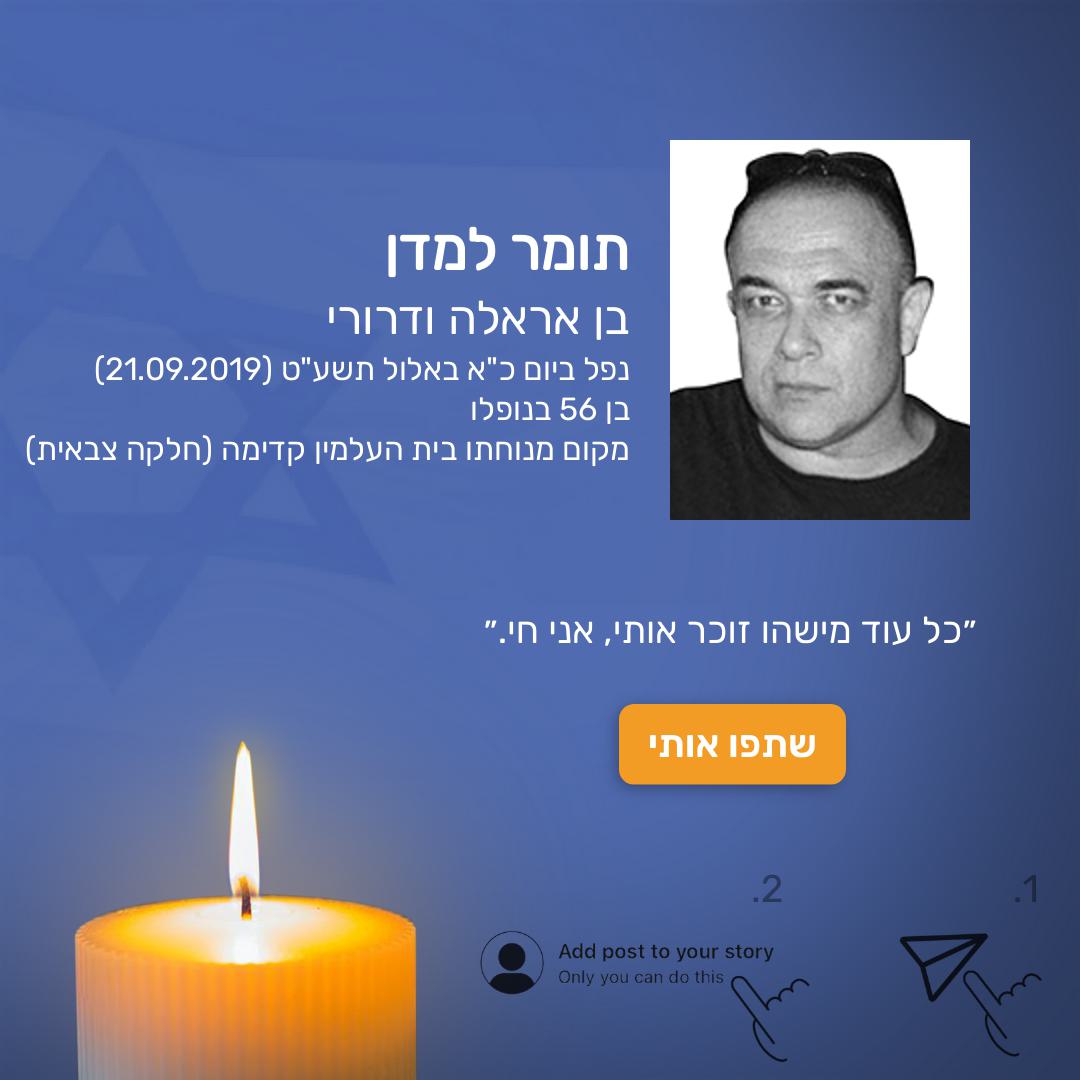 תומר למדן
בן אראלה ודרורי
נפל ביום כ"א באלול תשע"ט (21.09.2019)
בן 56 בנופלו
מקום מנוחתו בית העלמין קדימה (חלקה צבאית)
״כל עוד מישהו זוכר אותי, אני חי.״
שתפו אותי
1.
2.
Add post to your story
Only you can do this